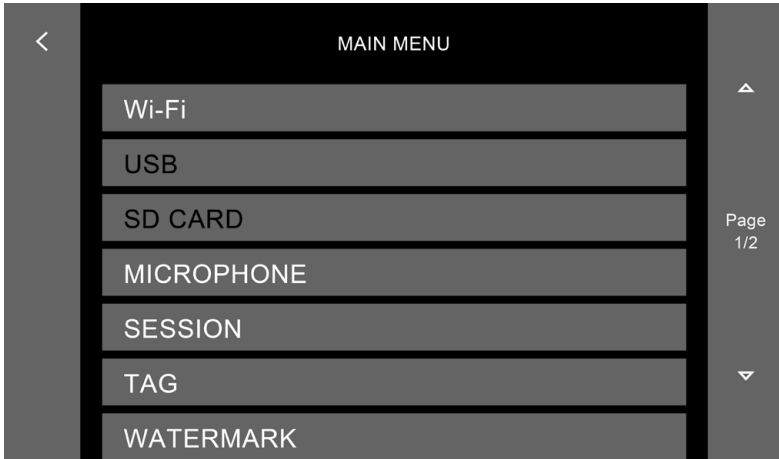 MAIN MENU
Wi-Fi
USB
SD CARD
MICROPHONE
SESSION
TAG
WATERMARK
Page
1/2